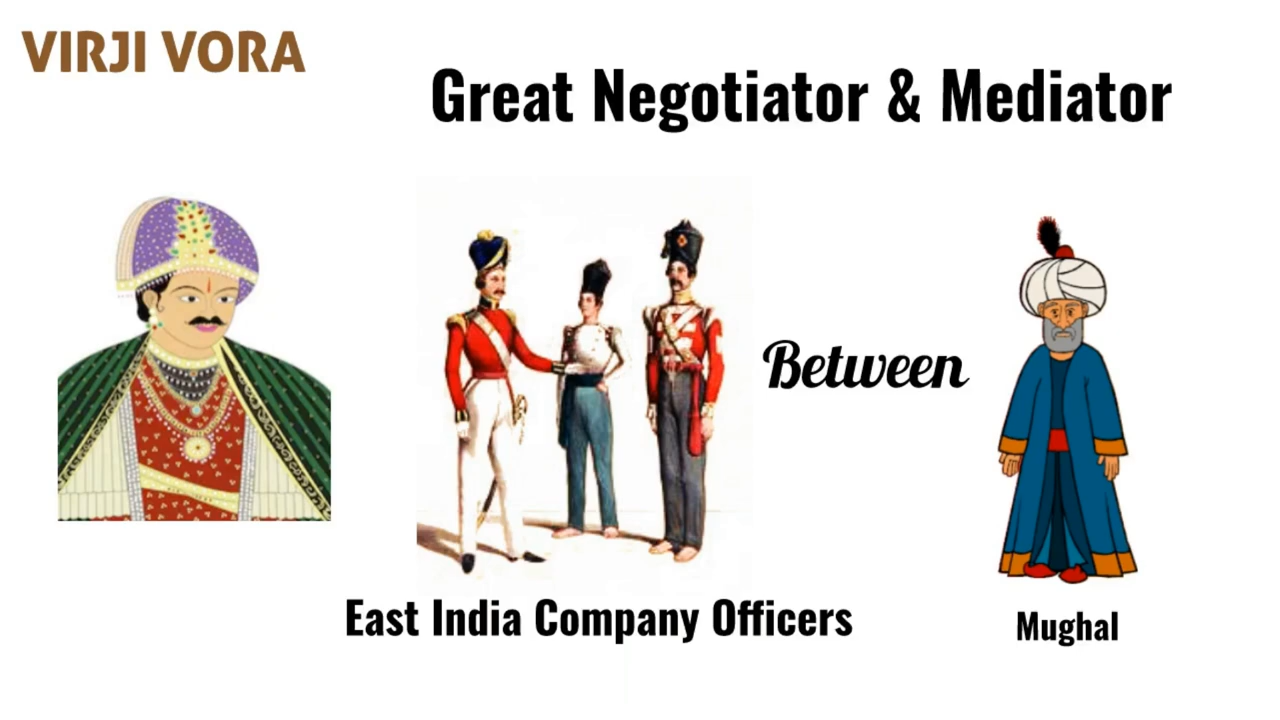 VIRJI VORA
Great Negotiator & Mediator
Between
East India Company Officers
Mughal